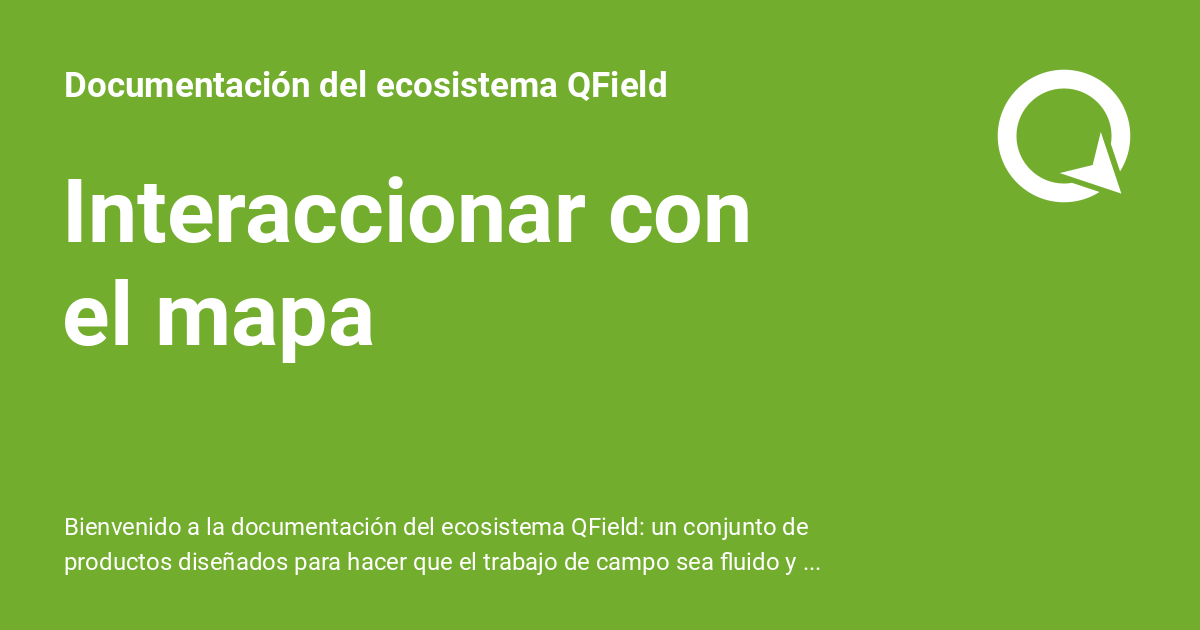 Documentación del ecosistema QField
Interaccionar con
el mapa
Bienvenido a la documentación del ecosistema QField: un conjunto de
productos diseñados para hacer que el trabajo de campo sea fluido y ...